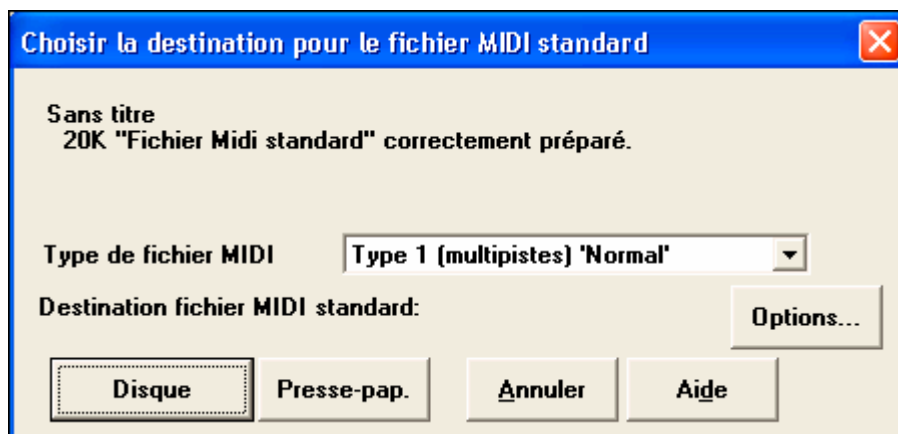 Choisir la destination pour le fichier MIDI standard
Sans titre
20K "Fichier Midi standard" correctement préparé.
Type de fichier MIDI
Type 1 (multipistes) 'Normal'
Destination fichier MIDI standard:
Options...
Disque
Presse-pap.
Annuler
Aide